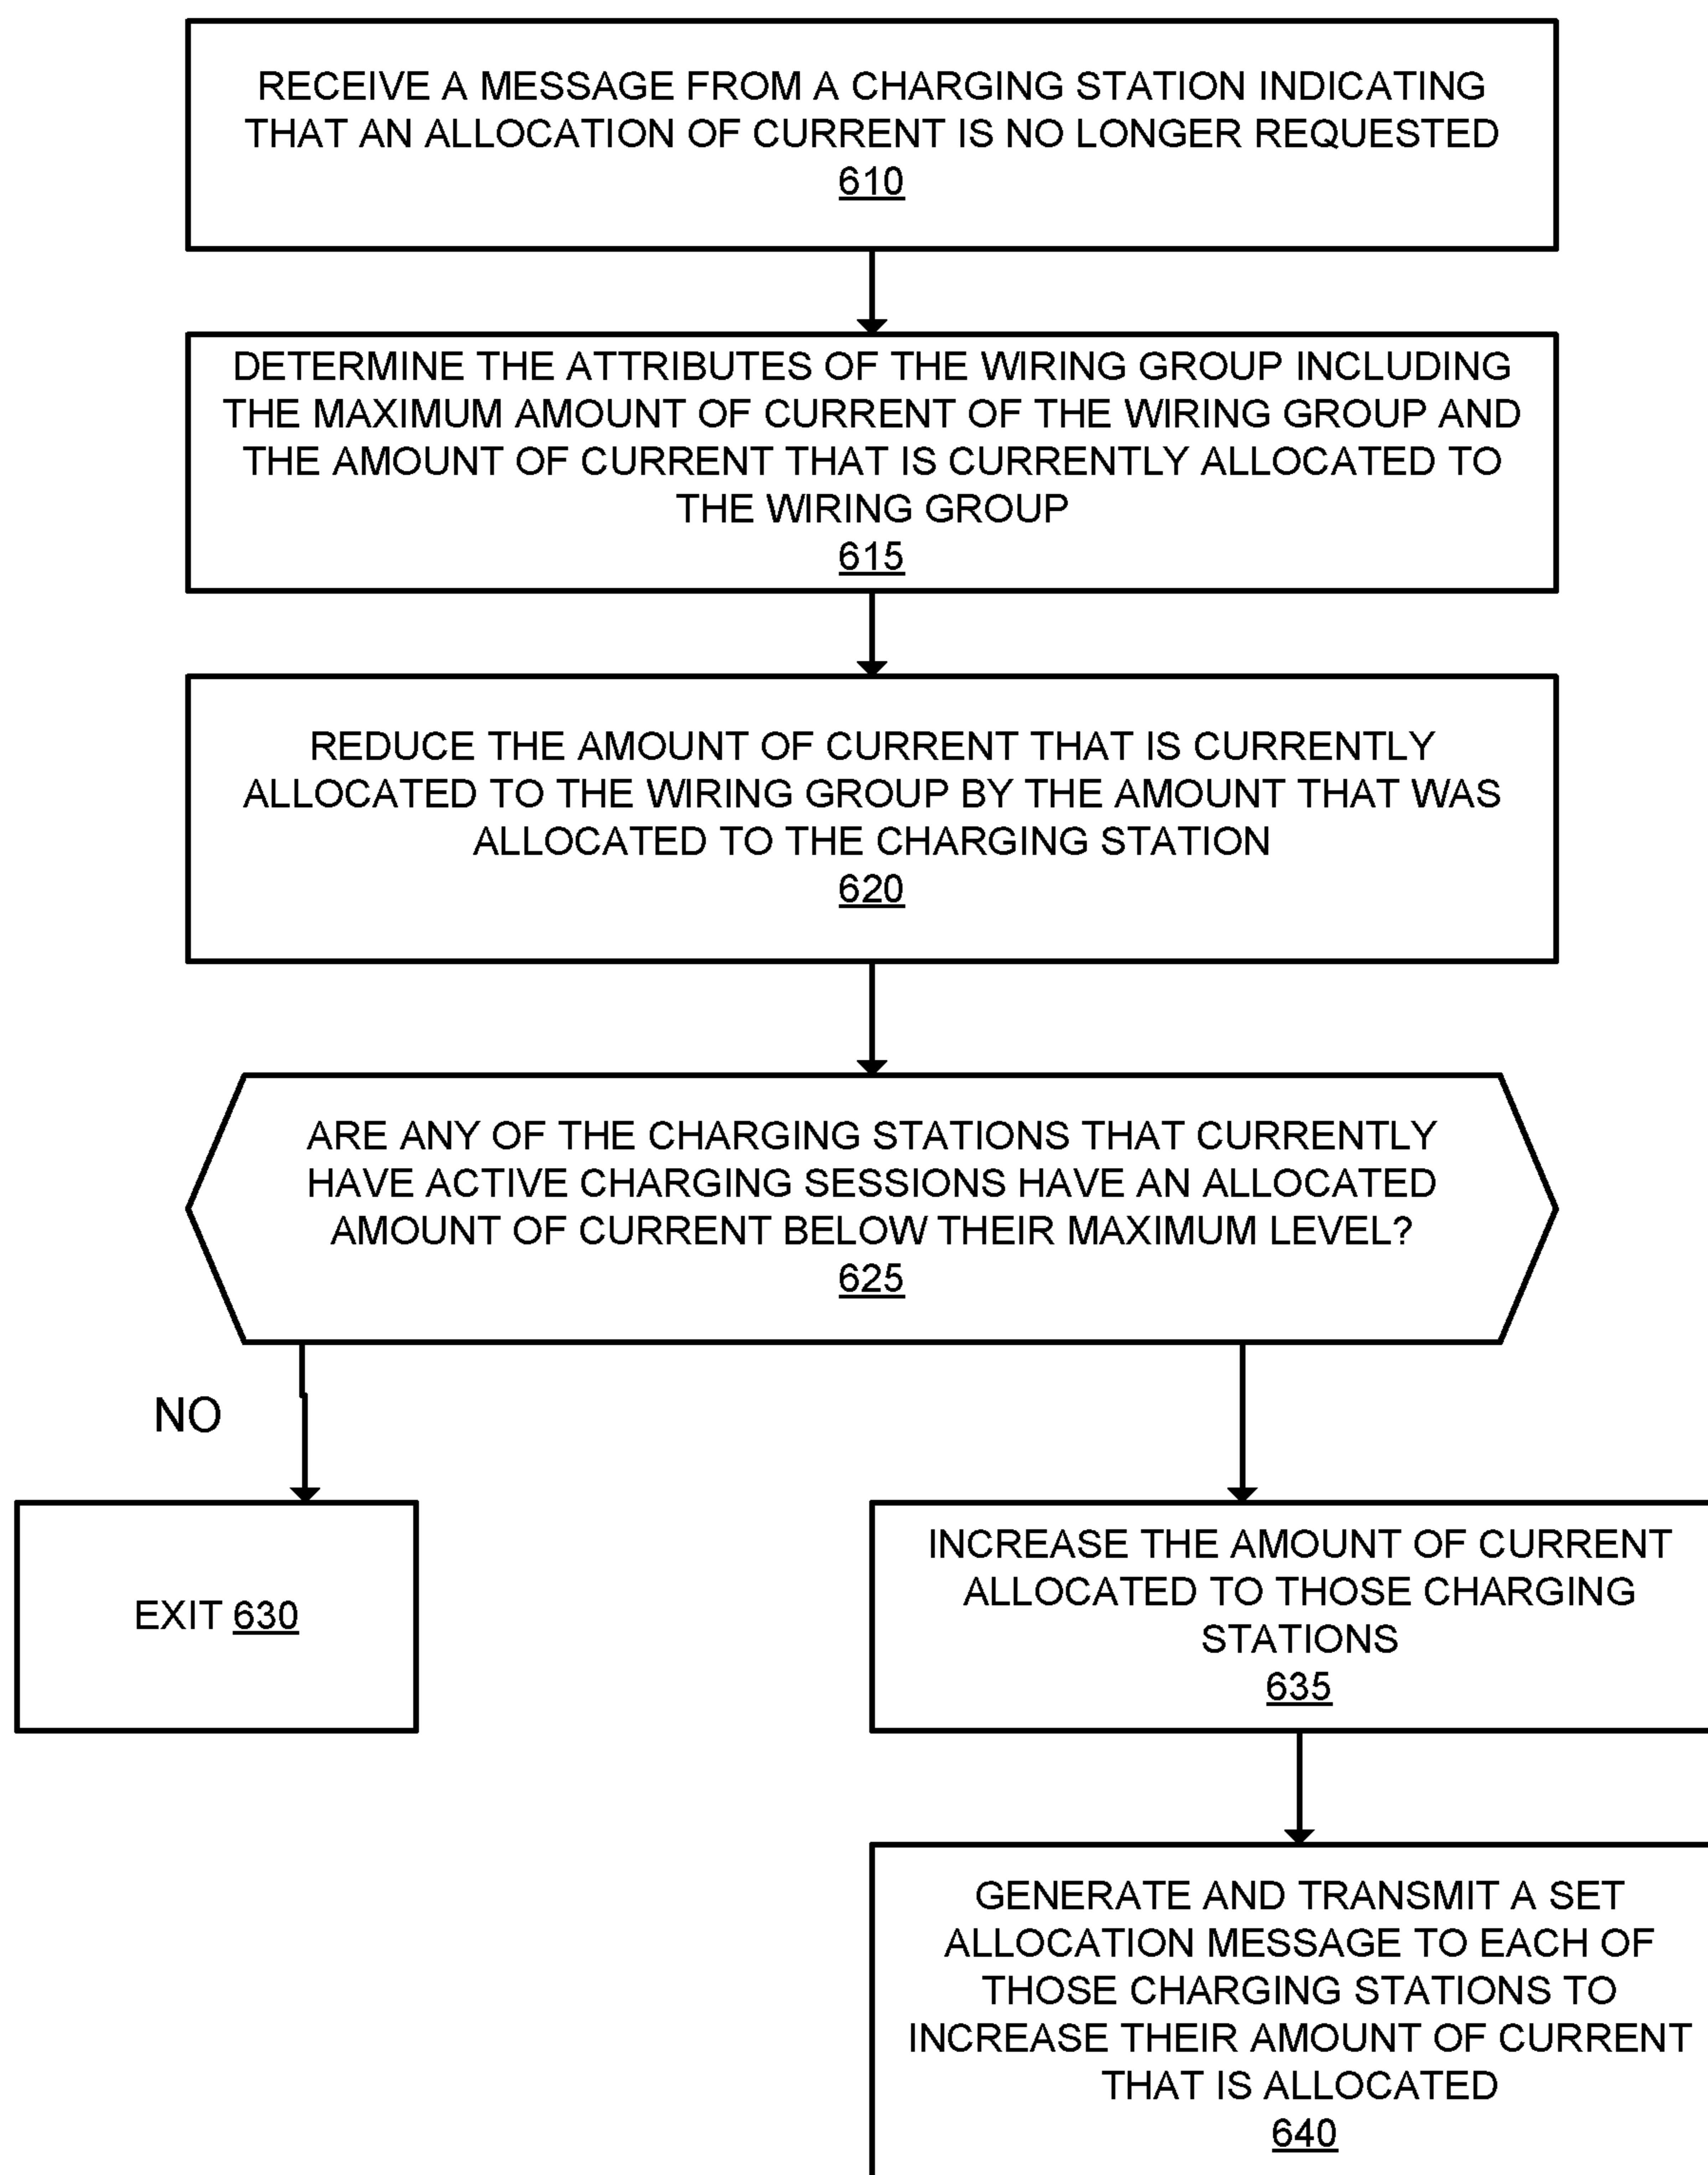 RECEIVE A MESSAGE FROM A CHARGING STATION INDICATING
THAT AN ALLOCATION OF CURRENT IS NO LONGER REQUESTED
610
DETERMINE THE ATTRIBUTES OF THE WIRING GROUP INCLUDING
THE MAXIMUM AMOUNT OF CURRENT OF THE WIRING GROUP AND
THE AMOUNT OF CURRENT THAT IS CURRENTLY ALLOCATED TO
THE WIRING GROUP
615
REDUCE THE AMOUNT OF CURRENT THAT IS CURRENTLY
ALLOCATED TO THE WIRING GROUP BY THE AMOUNT THAT WAS
ALLOCATED TO THE CHARGING STATION
620
ARE ANY OF THE CHARGING STATIONS THAT CURRENTLY
HAVE ACTIVE CHARGING SESSIONS HAVE AN ALLOCATED
AMOUNT OF CURRENT BELOW THEIR MAXIMUM LEVEL?
625
NO
EXIT 630
INCREASE THE AMOUNT OF CURRENT
ALLOCATED TO THOSE CHARGING
STATIONS
635
GENERATE AND TRANSMIT A SET
ALLOCATION MESSAGE TO EACH OF
THOSE CHARGING STATIONS TO
INCREASE THEIR AMOUNT OF CURRENT
THAT IS ALLOCATED
640